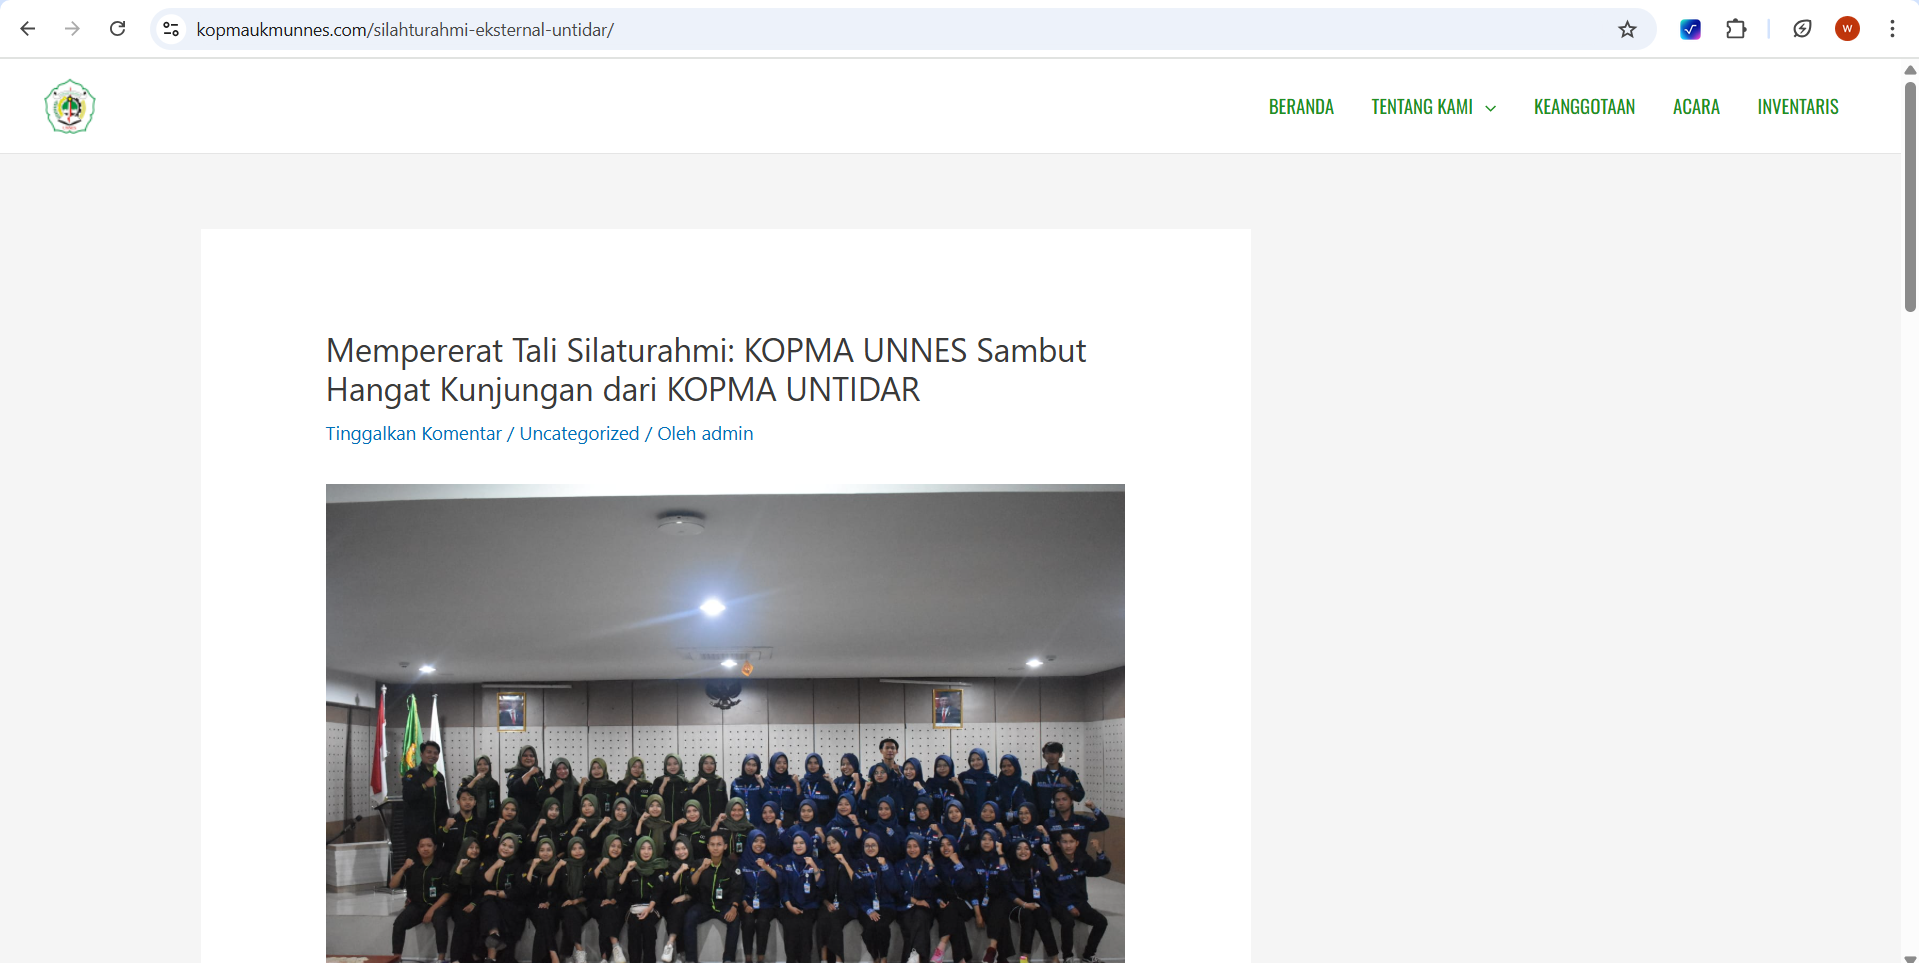 kopmaukmunnes.com/silahturahmi-eksternal-untidar/
W
BERANDA TENTANG KAMI KEANGGOTAAN ACARA INVENTARIS
Mempererat Tali Silaturahmi: KOPMA UNNES Sambut
Hangat Kunjungan dari KOPMA UNTIDAR
Tinggalkan Komentar / Uncategorized / Oleh admin